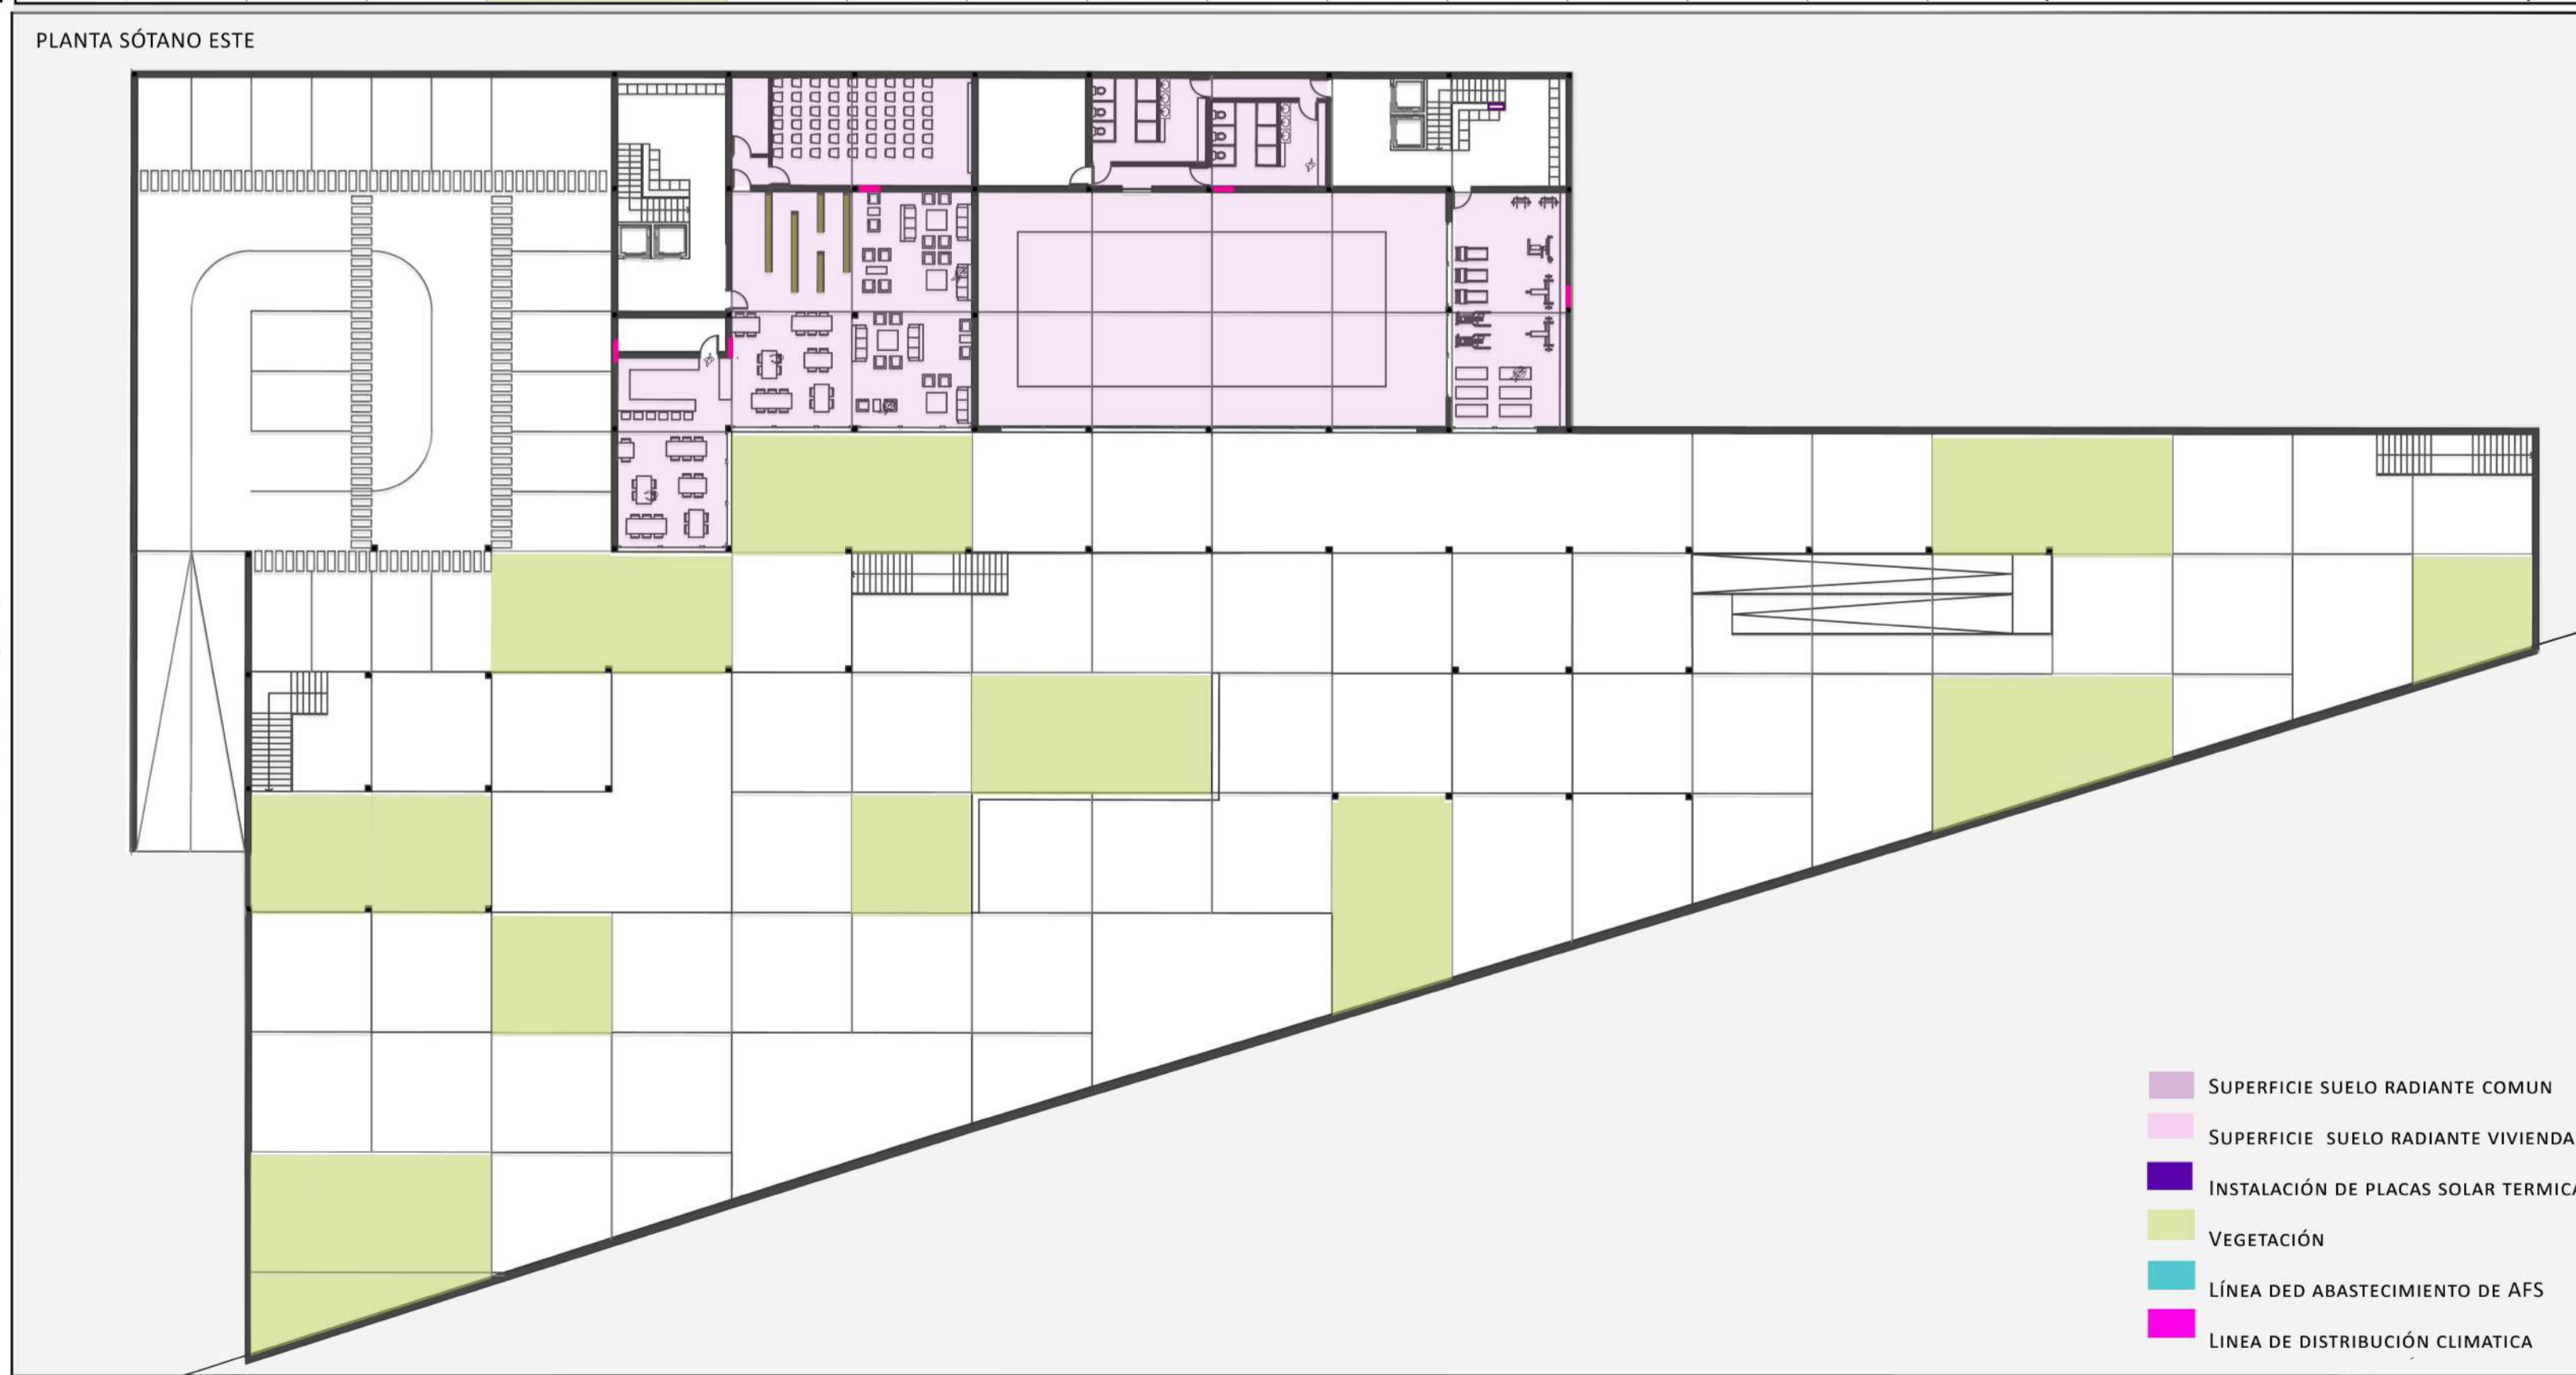 PLANTA SÓTANO ESTE
SUPERFICIE SUELO RADIANTE COMUN
SUPERFICIE SUELO RADIANTE VIVIENDA
INSTALACIÓN DE PLACAS SOLAR TERMICA
VEGETACIÓN
LÍNEA DED ABASTECIMIENTO DE AFS
LINEA DE DISTRIBUCIÓN CLIMATICA